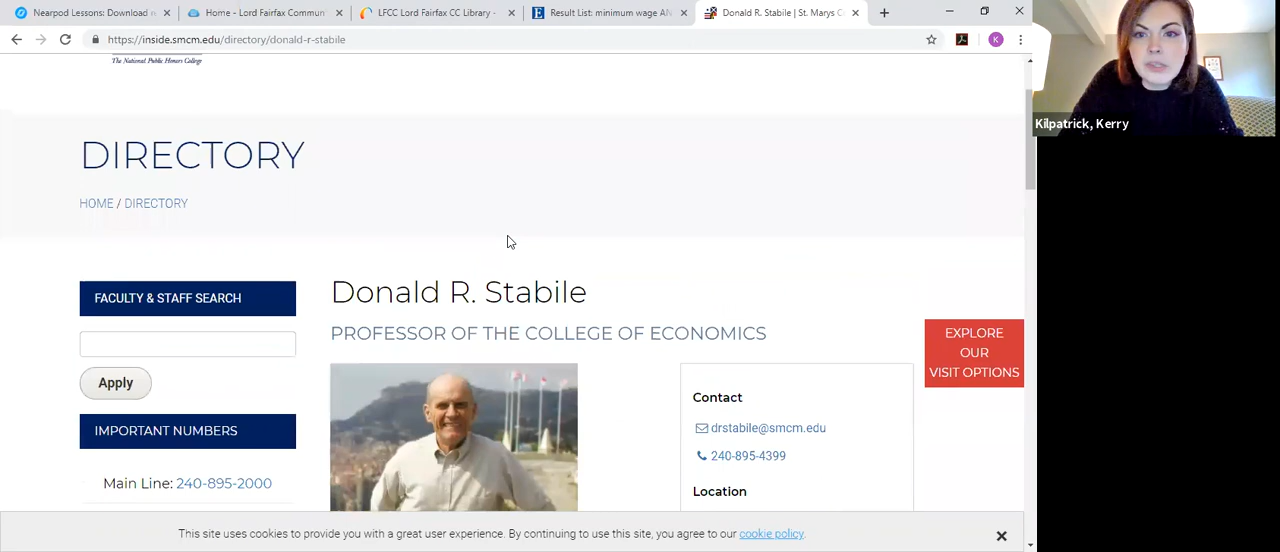 Nearpod Lessons: Download r
Home - Lord Fairfax Commun
LFCC Lord Fairfax CC Library -
Result List: minimum wage AN
Donald R. Stabile | St. Marys C
https://inside.smcm.edu/directory/donald-r-stabile
K
Kilpatrick, Kerry
The National Public Honors College
DIRECTORY
HOME / DIRECTORY
FACULTY & STAFF SEARCH
Apply
IMPORTANT NUMBERS
Main Line: 240-895-2000
Donald R. Stabile
PROFESSOR OF THE COLLEGE OF ECONOMICS
Contact
drstabile@smcm.edu
240-895-4399
Location
EXPLORE
OUR
VISIT OPTIONS
This site uses cookies to provide you with a great user experience. By continuing to use this site, you agree to our cookie policy.